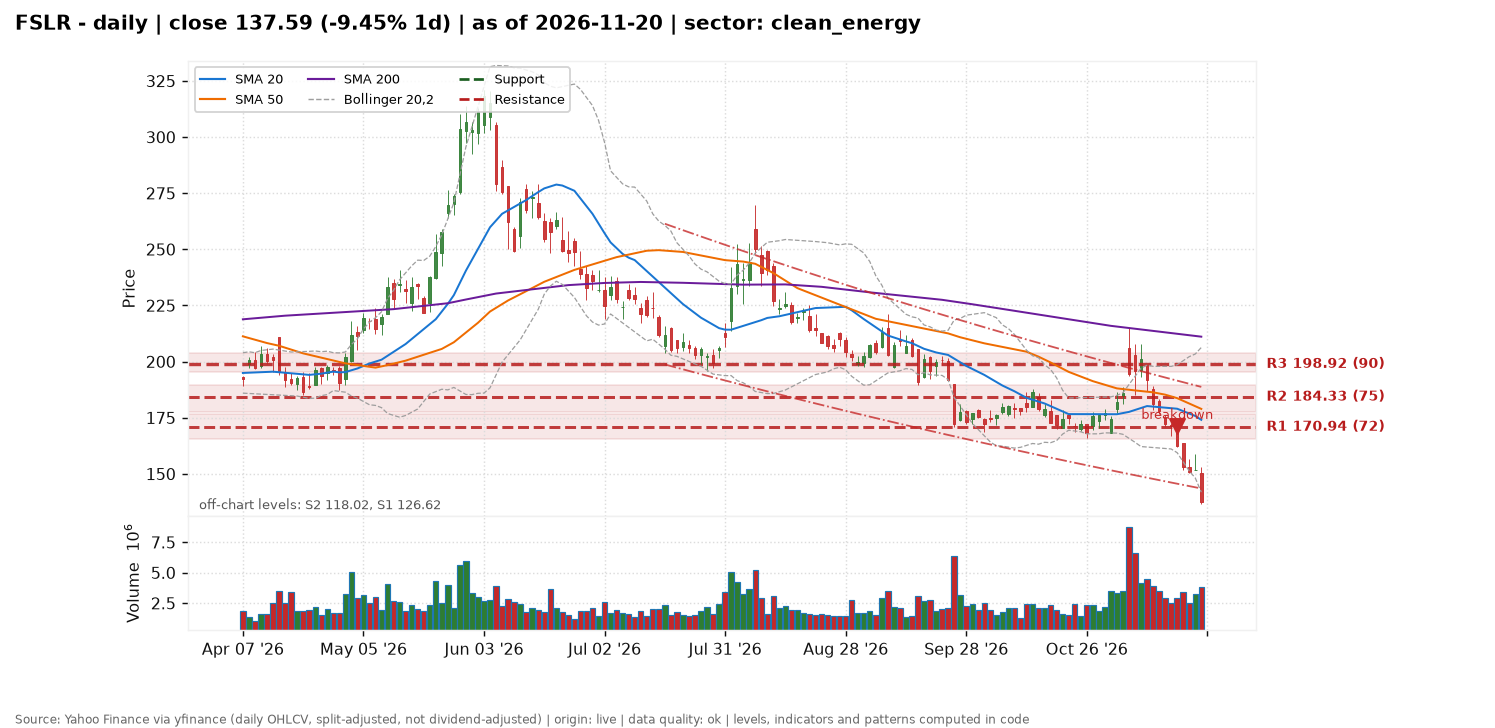 FSLR - daily | close 137.59 (-9.45% 1d) | as of 2026-11-20 | sector: clean_energy
SMA 20
SMA 50
SMA 200
Bollinger 20,2
Support
Resistance
Price
325
300
275
250
225
200
175
150
R3 198.92 (90)
R2 184.33 (75)
R1 170.94 (72)
breakdown
off-chart levels: S2 118.02, S1 126.62
Volume 10⁶
7.5
5.0
2.5
Apr 07 '26
May 05 '26
Jun 03 '26
Jul 02 '26
Jul 31 '26
Aug 28 '26
Sep 28 '26
Oct 26 '26
Source: Yahoo Finance via yfinance (daily OHLCV, split-adjusted, not dividend-adjusted) | origin: live | data quality: ok | levels, indicators and patterns computed in code